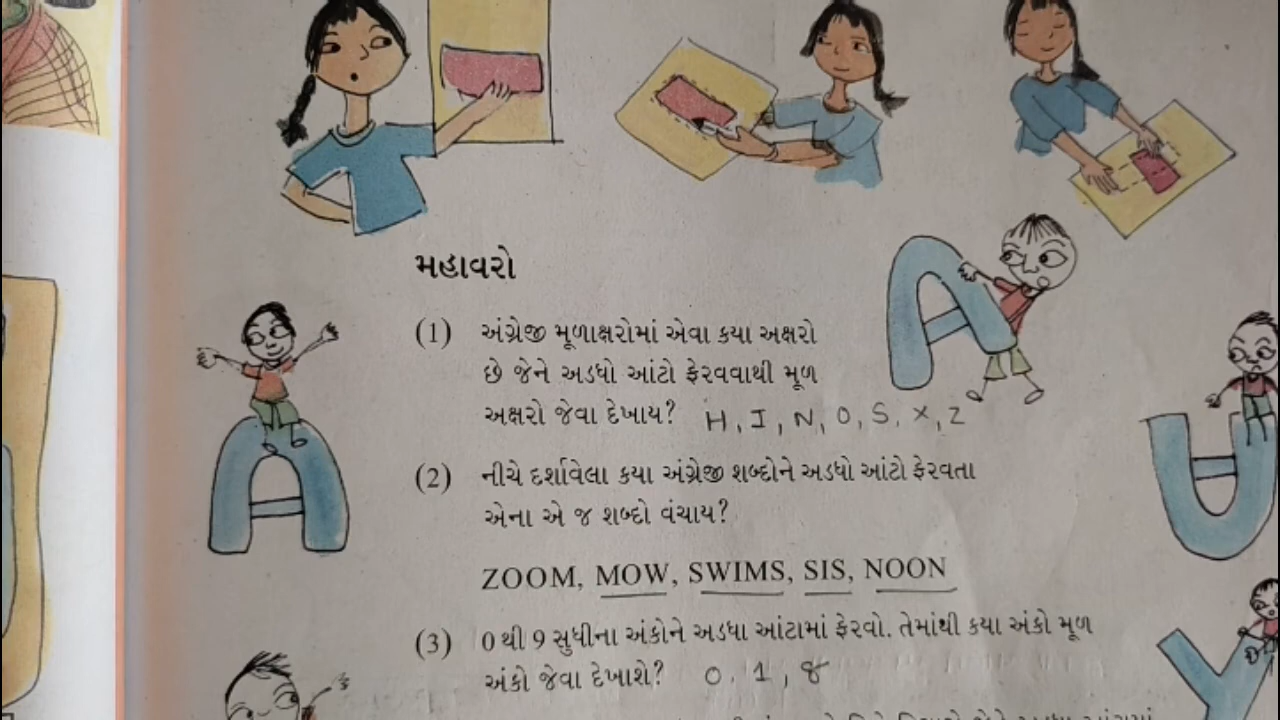 મહાવરો
(1) અંગ્રેજી મૂળાક્ષરોમાં એવા કયા અક્ષરો
છે જેને અડધો આંટો ફેરવવાથી મૂળ
અક્ષરો જેવા દેખાય? H, I, N, O, S, X, Z
(2) નીચે દર્શાવેલા કયા અંગ્રેજી શબ્દોને અડધો આંટો ફેરવતા
એના એ જ શબ્દો વંચાય?
ZOOM, MOW, SWIMS, SIS, NOON
(3) 0 થી 9 સુધીના અંકોને અડધા આંટામાં ફેરવો. તેમાંથી કયા અંકો મૂળ
અંકો જેવા દેખાશે? 0. 1, 8